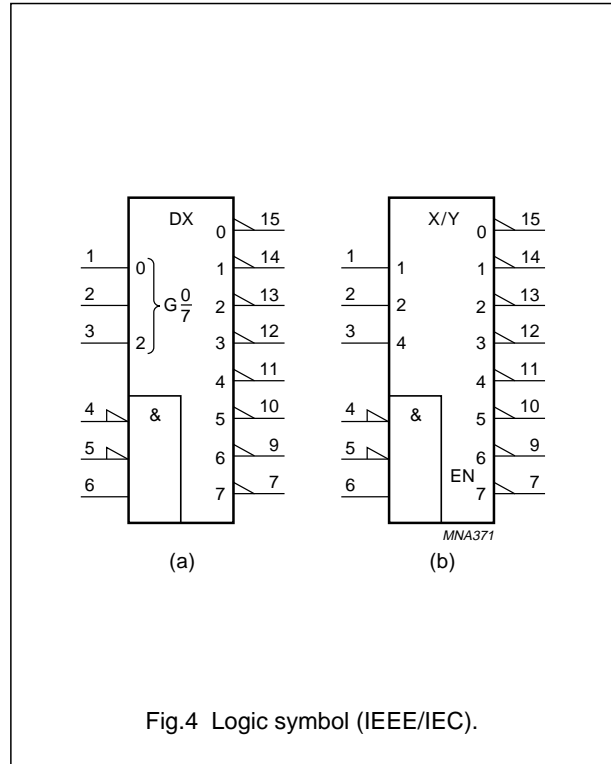 DX 0 15
1 0 1 14
2 G 0/7 2 13
3 2 3 12
4 11
4 & 5 10
5 6 9
6 7 7
(a)
X/Y 0 15
1 1 1 14
2 2 2 13
3 4 3 12
4 11
4 & 5 10
5 6 9
6 EN 7 7
MNA371
(b)
Fig.4 Logic symbol (IEEE/IEC).